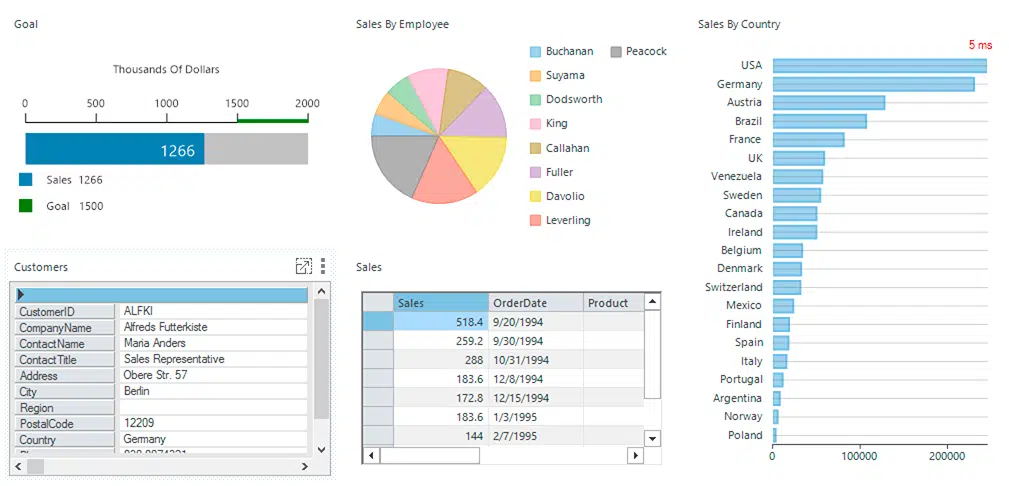 Goal
Thousands Of Dollars
0 500 1000 1500 2000
1266
Sales 1266
Goal 1500
Sales By Employee
Buchanan Peacock
Suyama
Dodsworth
King
Callahan
Fuller
Davolio
Leverling
Sales By Country
5 ms
USA
Germany
Austria
Brazil
France
UK
Venezuela
Sweden
Canada
Ireland
Belgium
Denmark
Switzerland
Mexico
Finland
Spain
Italy
Portugal
Argentina
Norway
Poland
0 100000 200000
Customers
CustomerID ALFKI
CompanyName Alfreds Futterkiste
ContactName Maria Anders
ContactTitle Sales Representative
Address Obere Str. 57
City Berlin
Region
PostalCode 12209
Country Germany
Sales
Sales OrderDate Product
518.4 9/20/1994
259.2 9/30/1994
288 10/31/1994
183.6 12/8/1994
172.8 12/15/1994
183.6 1/3/1995
144 2/7/1995